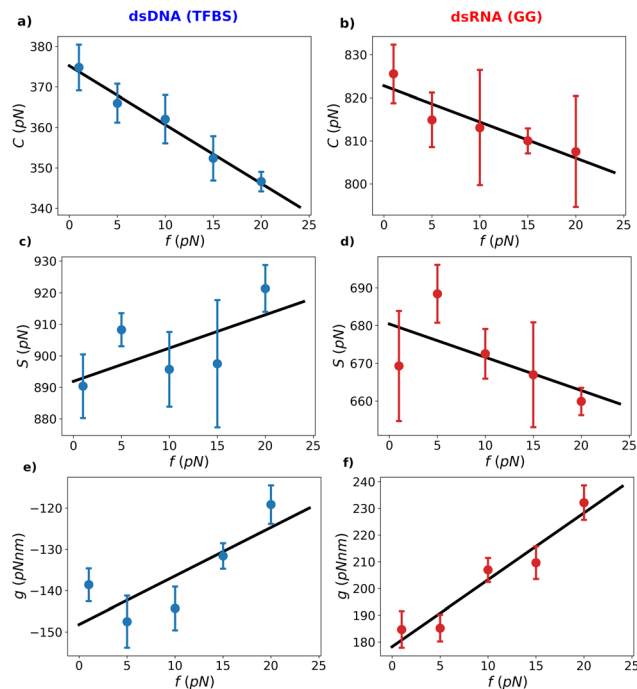 dsDNA (TFBS)
dsRNA (GG)
a)
380
370
360
350
340
C (pN)
0 5 10 15 20 25
f (pN)
b)
830
820
810
800
C (pN)
0 5 10 15 20 25
f (pN)
c)
930
920
910
900
890
880
S (pN)
0 5 10 15 20 25
f (pN)
d)
690
680
670
660
S (pN)
0 5 10 15 20 25
f (pN)
e)
−120
−130
−140
−150
g (pNnm)
0 5 10 15 20 25
f (pN)
f)
240
230
220
210
200
190
180
g (pNnm)
0 5 10 15 20 25
f (pN)